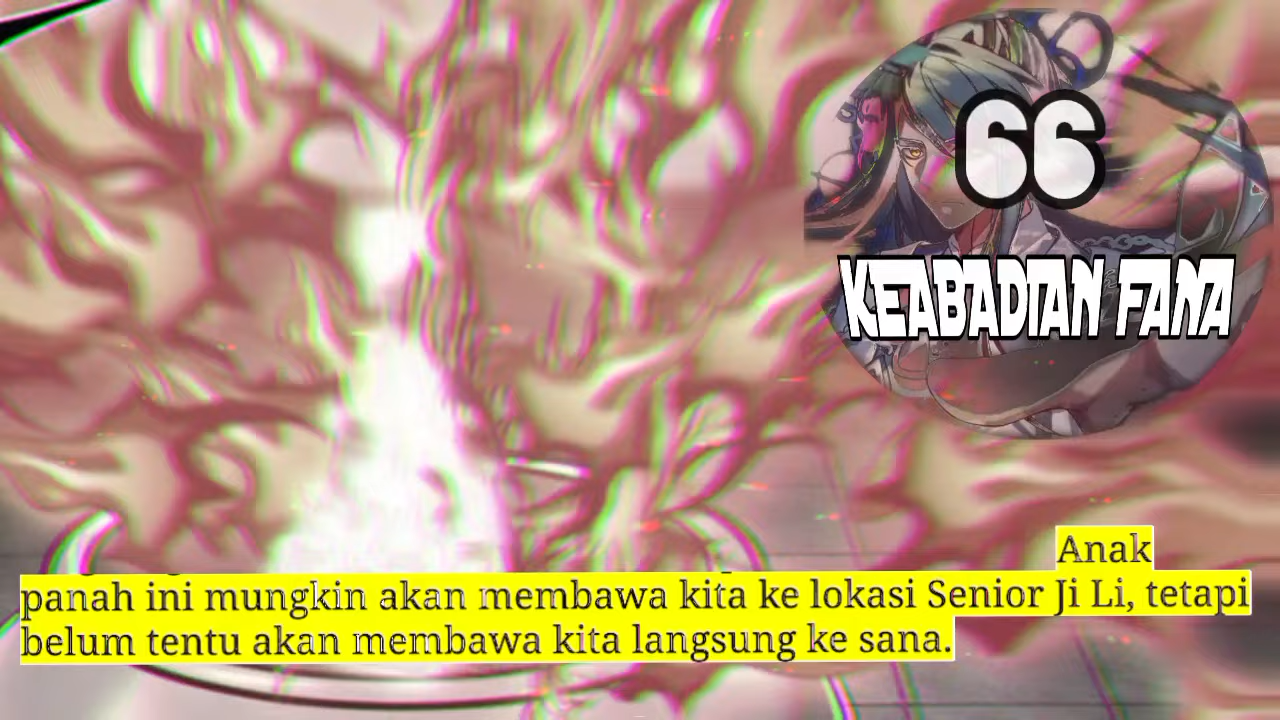 66
KEABADIAN FANA
Anak
panah ini mungkin akan membawa kita ke lokasi Senior Ji Li, tetapi
belum tentu akan membawa kita langsung ke sana.